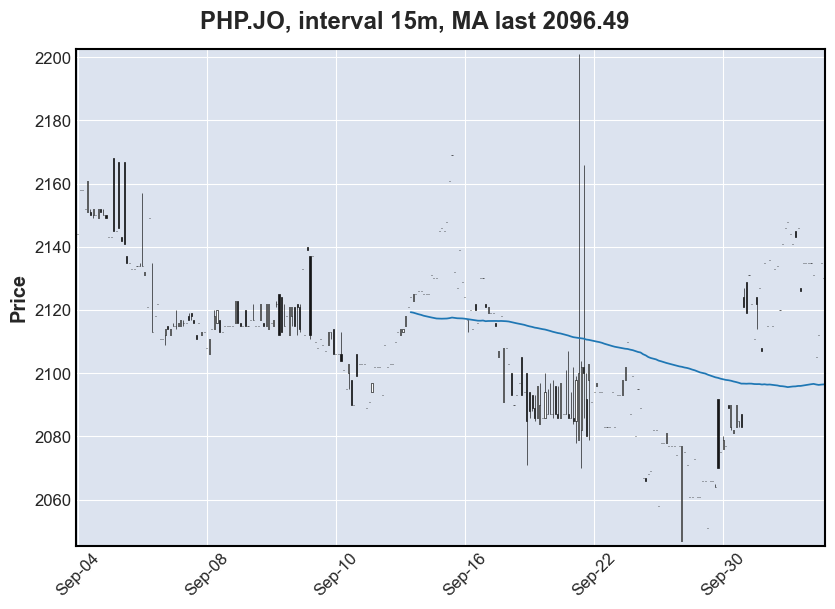 PHP.JO, interval 15m, MA last 2096.49
2200
2180
2160
2140
2120
2100
2080
2060
Price
Sep-04
Sep-08
Sep-10
Sep-16
Sep-22
Sep-30